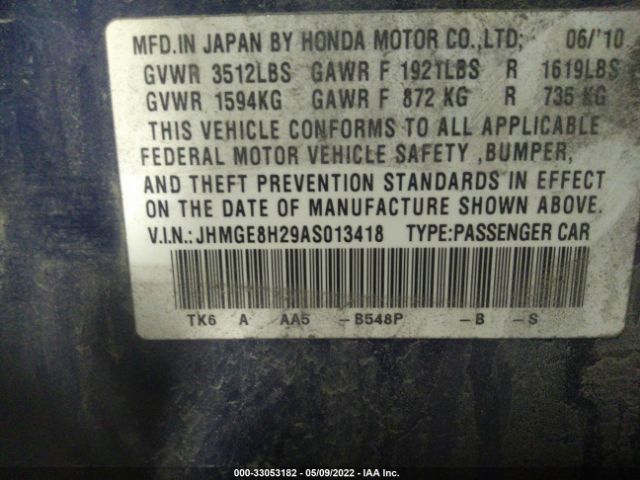 MFD.IN JAPAN BY HONDA MOTOR CO.,LTD; 06/'10
GVWR 3512LBS GAWR F 1921LBS R 1619LBS
GVWR 1594KG GAWR F 872 KG R 735 KG
THIS VEHICLE CONFORMS TO ALL APPLICABLE
FEDERAL MOTOR VEHICLE SAFETY ,BUMPER,
AND THEFT PREVENTION STANDARDS IN EFFECT
ON THE DATE OF MANUFACTURE SHOWN ABOVE.
V.I.N.: JHMGE8H29AS013418 TYPE:PASSENGER CAR
TK6 A AA5 -B548P -B -S
000-33053182 - 05/09/2022 - IAA Inc.